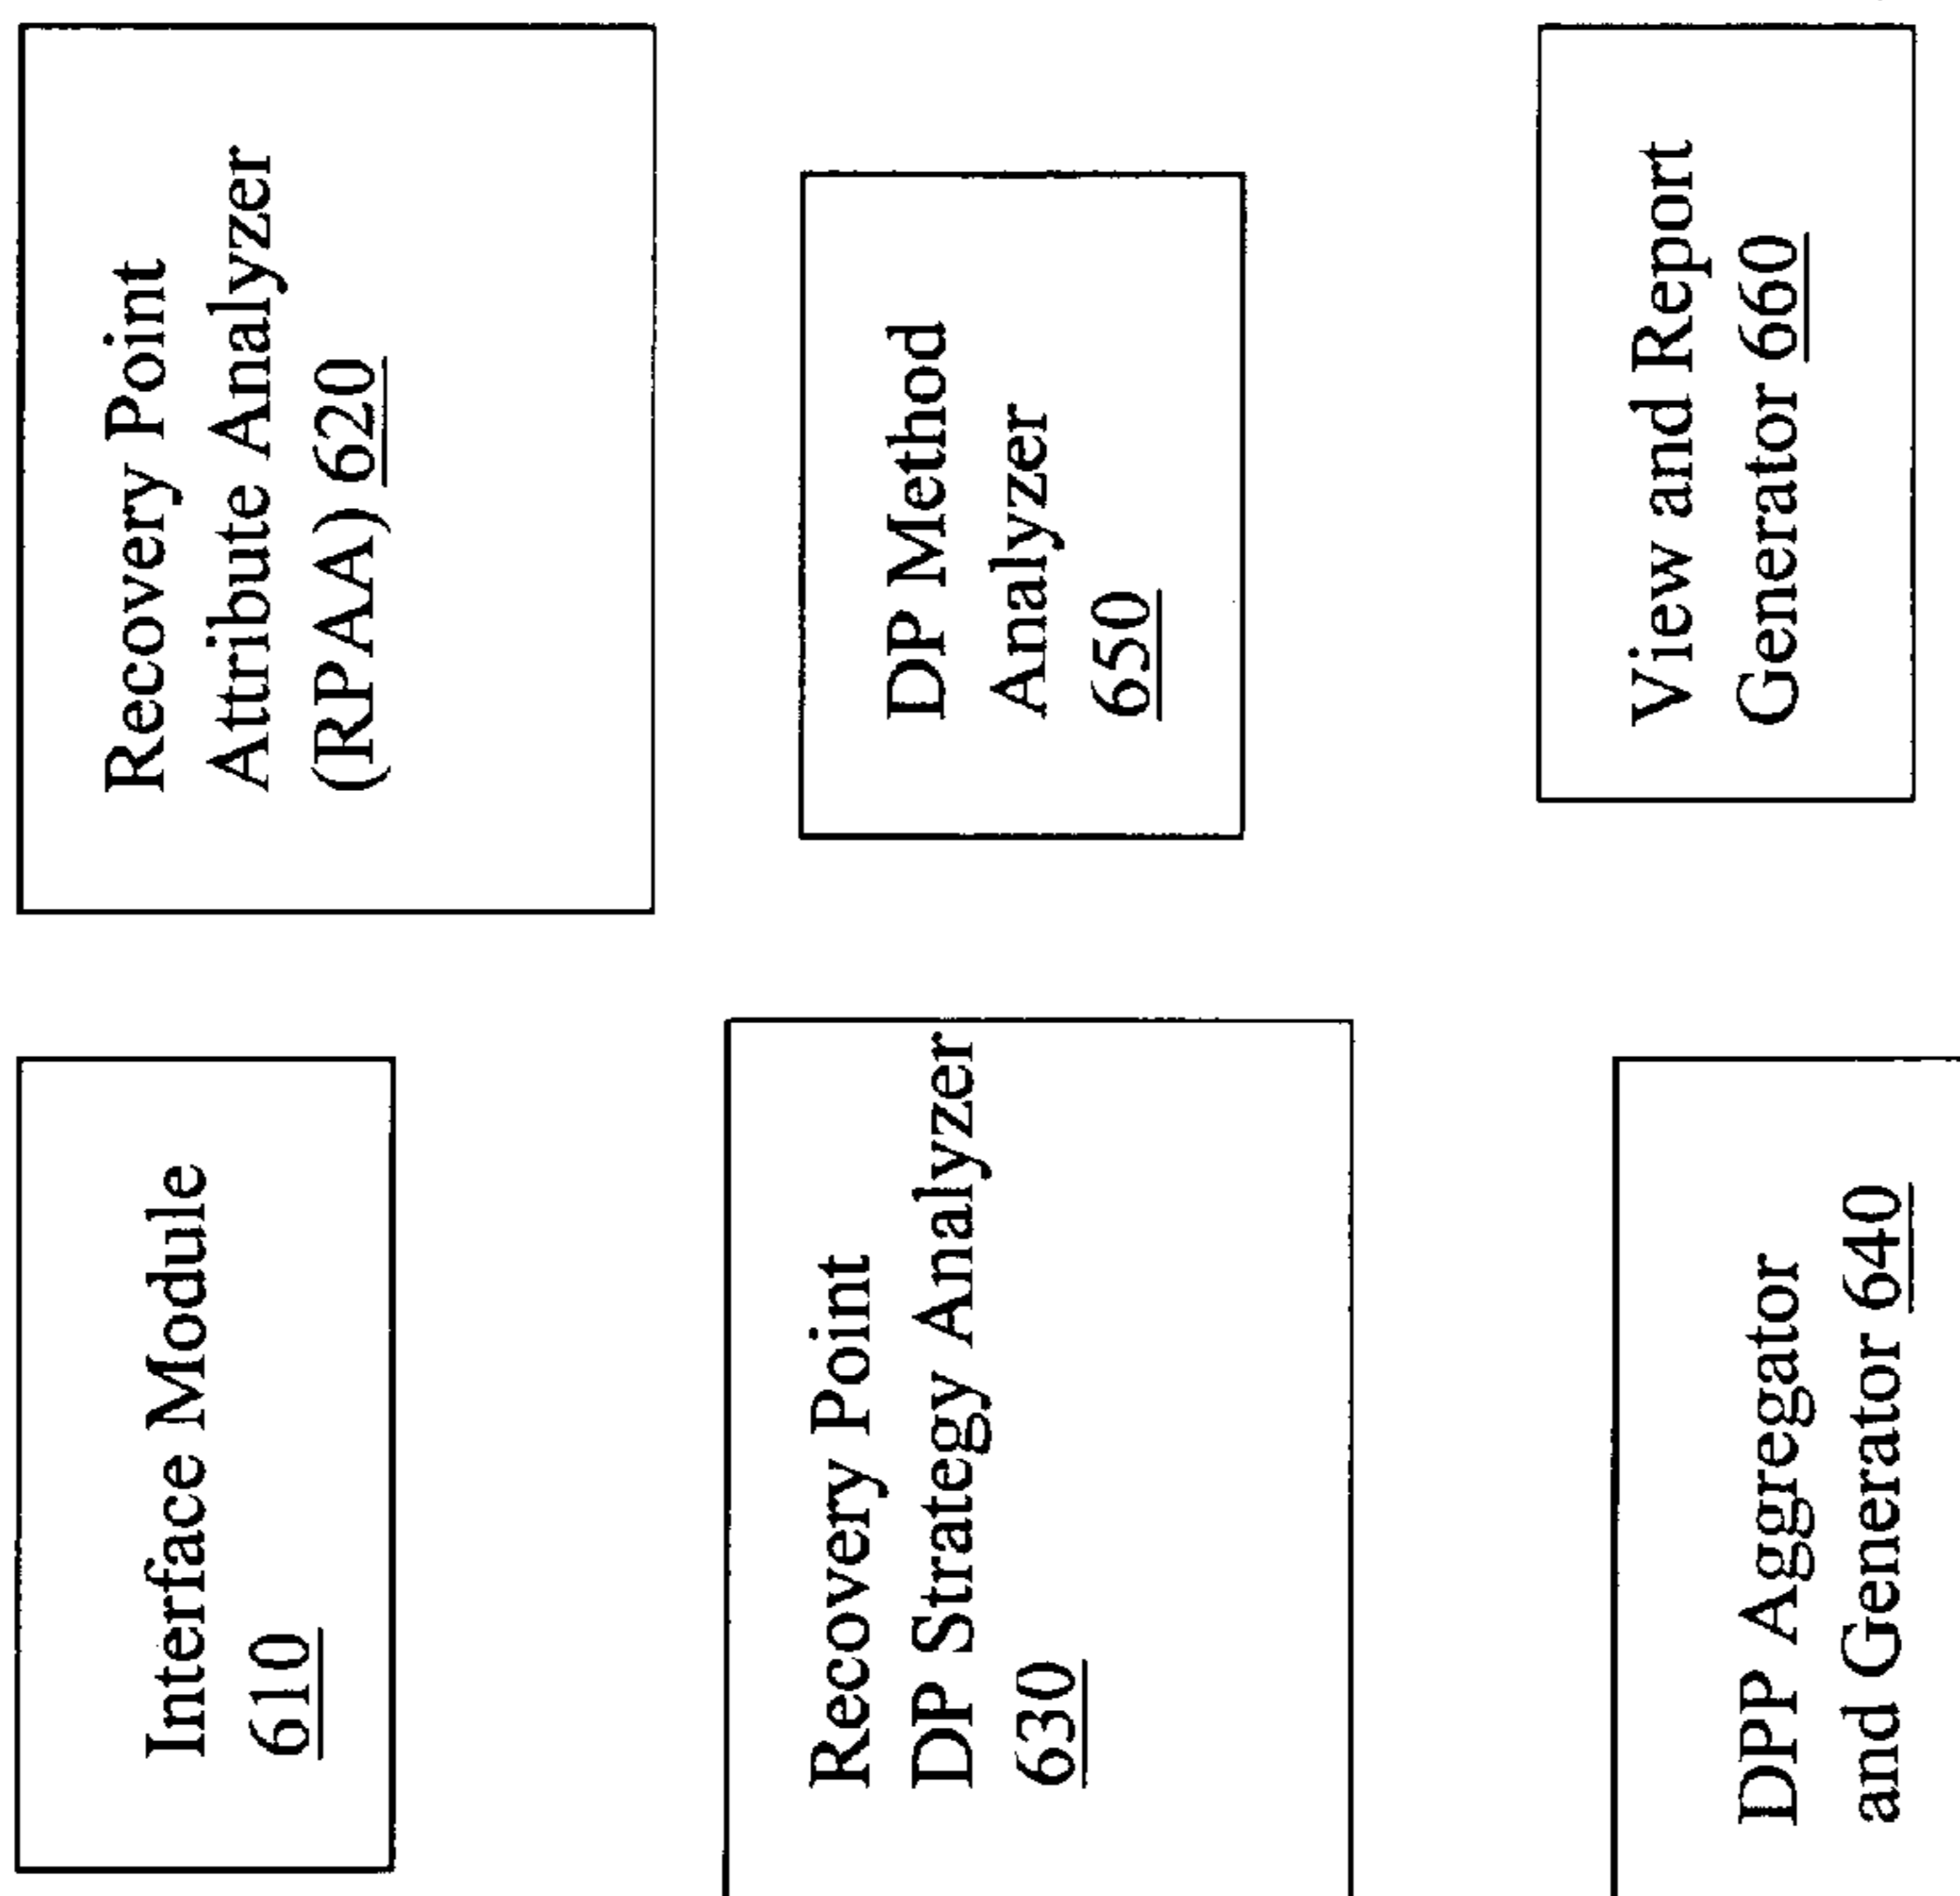 Interface Module
610
Recovery Point
Attribute Analyzer
(RPAA) 620
Recovery Point
DP Strategy Analyzer
630
DP Method
Analyzer
650
DPP Aggregator
and Generator 640
View and Report
Generator 660